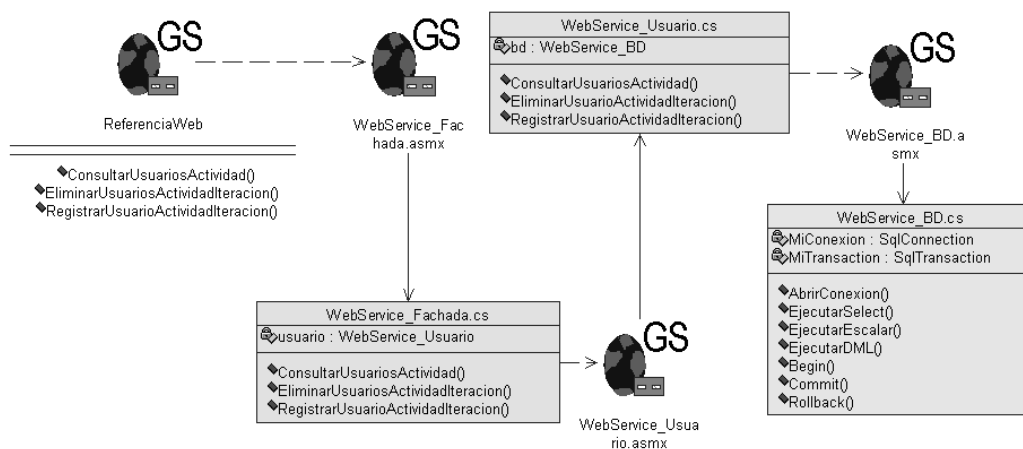 GS
ReferenciaWeb
ConsultarUsuariosActividad()
EliminarUsuariosActividadIteracion()
RegistrarUsuarioActividadIteracion()
GS
WebService_Fac
hada.asmx
WebService_Usuario.cs
bd : WebService_BD
ConsultarUsuariosActividad()
EliminarUsuarioActividadIteracion()
RegistrarUsuarioActividadIteracion()
GS
WebService_BD.a
smx
WebService_BD.cs
MiConexion : SqlConnection
MiTransaction : SqlTransaction
AbrirConexion()
EjecutarSelect()
EjecutarEscalar()
EjecutarDML()
Begin()
Commit()
Rollback()
WebService_Fachada.cs
usuario : WebService_Usuario
ConsultarUsuariosActividad()
EliminarUsuariosActividadIteracion()
RegistrarUsuarioActividadIteracion()
GS
WebService_Usua
rio.asmx